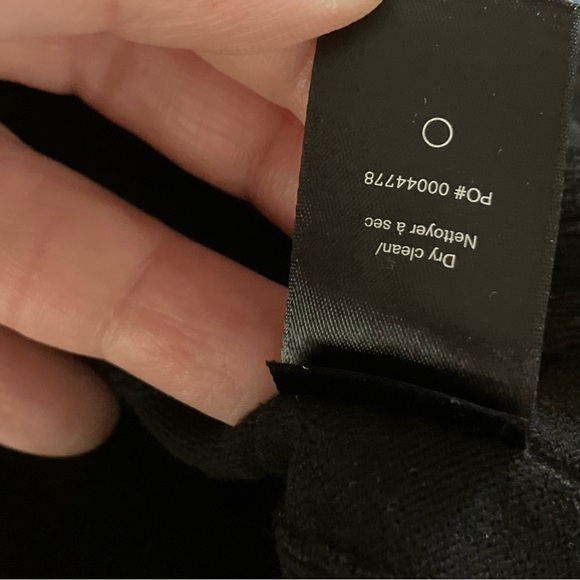 Dry clean/
Nettoyer à sec
PO# 00044778